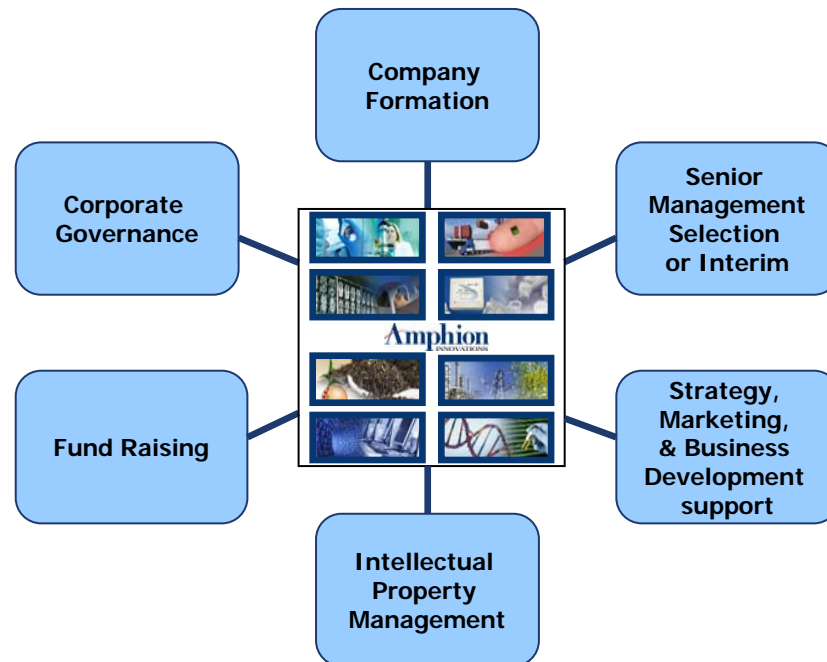 Company
Formation
Corporate
Governance
Senior
Management
Selection
or Interim
Amphion
INNOVATIONS
Fund Raising
Strategy,
Marketing,
& Business
Development
support
Intellectual
Property
Management